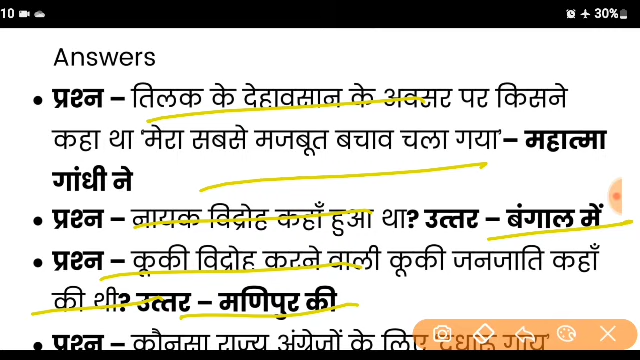 10 30%
Answers
• प्रश्न – तिलक के देहावसान के अवसर पर किसने
कहा था 'मेरा सबसे मजबूत बचाव चला गया' – महात्मा
गांधी ने
• प्रश्न – नायक विद्रोह कहाँ हुआ था? उत्तर – बंगाल में
• प्रश्न – कूकी विद्रोह करने वाली कूकी जनजाति कहाँ
की थी? उत्तर – मणिपुर की
• प्रश्न – कौनसा राज्य अंग्रेजों के लिए 'दुधारू गाय'